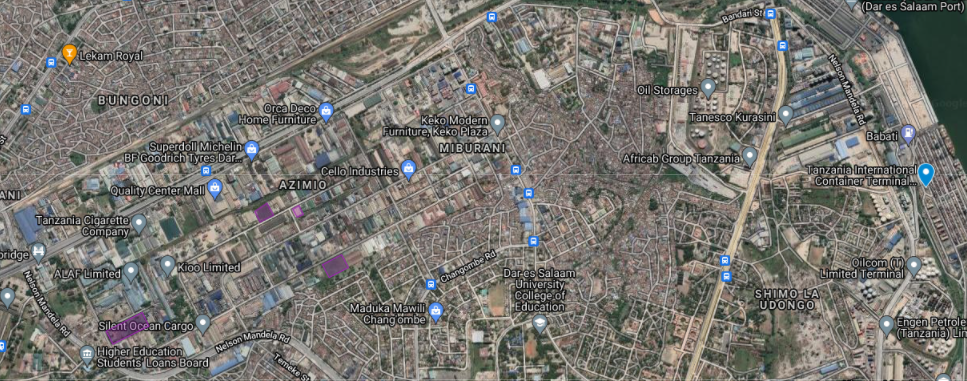 (Dar es Salaam Port)
Bandari St
Lekam Royal
Nelson Mandela Rd
BUNGONI
Oil Storages
Orca Deco
Home Furniture
Tanesco Kurasini
Keko Modern
Furniture, Keko Plaza
Babati
MIBURANI
Superdoll Michelin
BF Goodrich Tyres Dar...
Africab Group Tanzania
Cello Industries
Tanzania International
Container Terminal...
AZIMIO
Quality Center Mall
ANI
Tanzania Cigarette
Company
bridge
Changombe Rd
ALAF Limited
Kioo Limited
Dar es Salaam
University
College of
Education
Oilcom (T)
Limited Terminal
Nelson Mandela Rd
SHIMO LA
UDONGO
Maduka Mawili
Chang'ombe
Silent Ocean Cargo
Engen Petrole
(Tanzania) Lin
Nelson Mandela Rd
Higher Education
Students' Loans Board
Temeke St